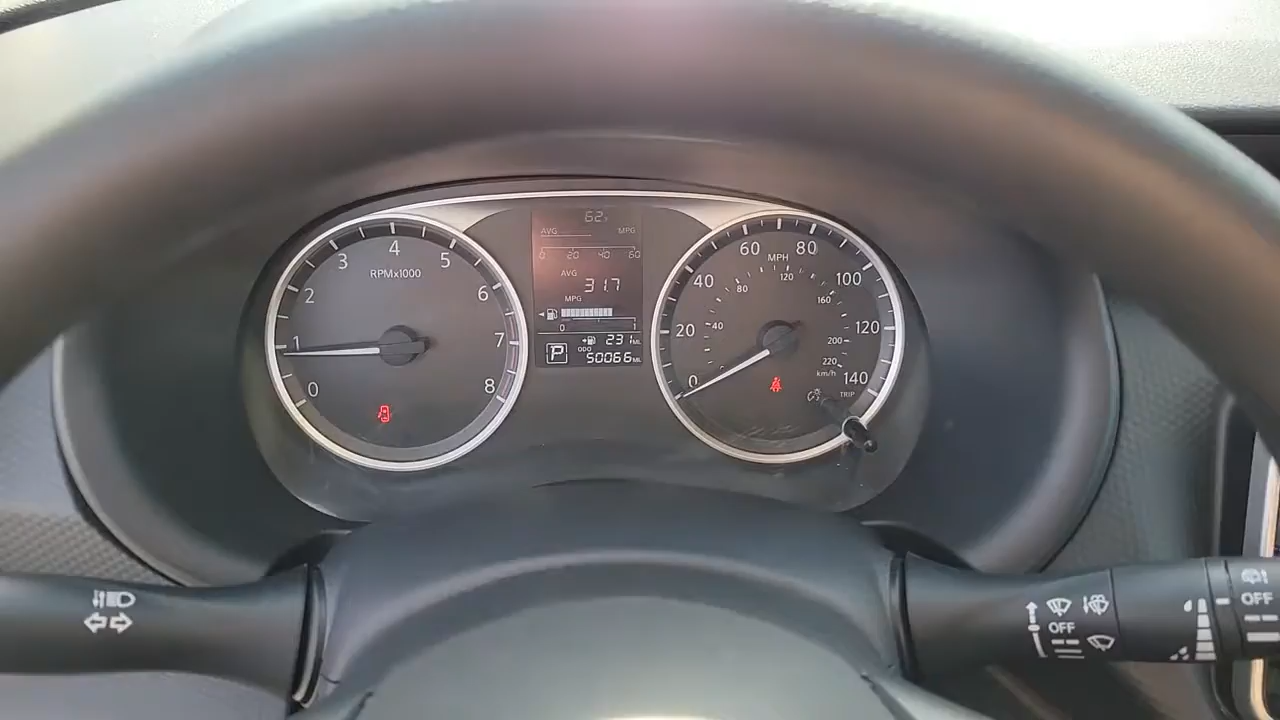 62°F
AVG MPG
0 20 40 60
AVG
31.7
MPG
0 1
231 MI.
P ODO 50066 MI.
0 1 2 3 4 5 6 7 8
RPMx1000
0 20 40 60 80 100 120 140
MPH
40 80 120 160 200 220
km/h
TRIP
OFF
OFF